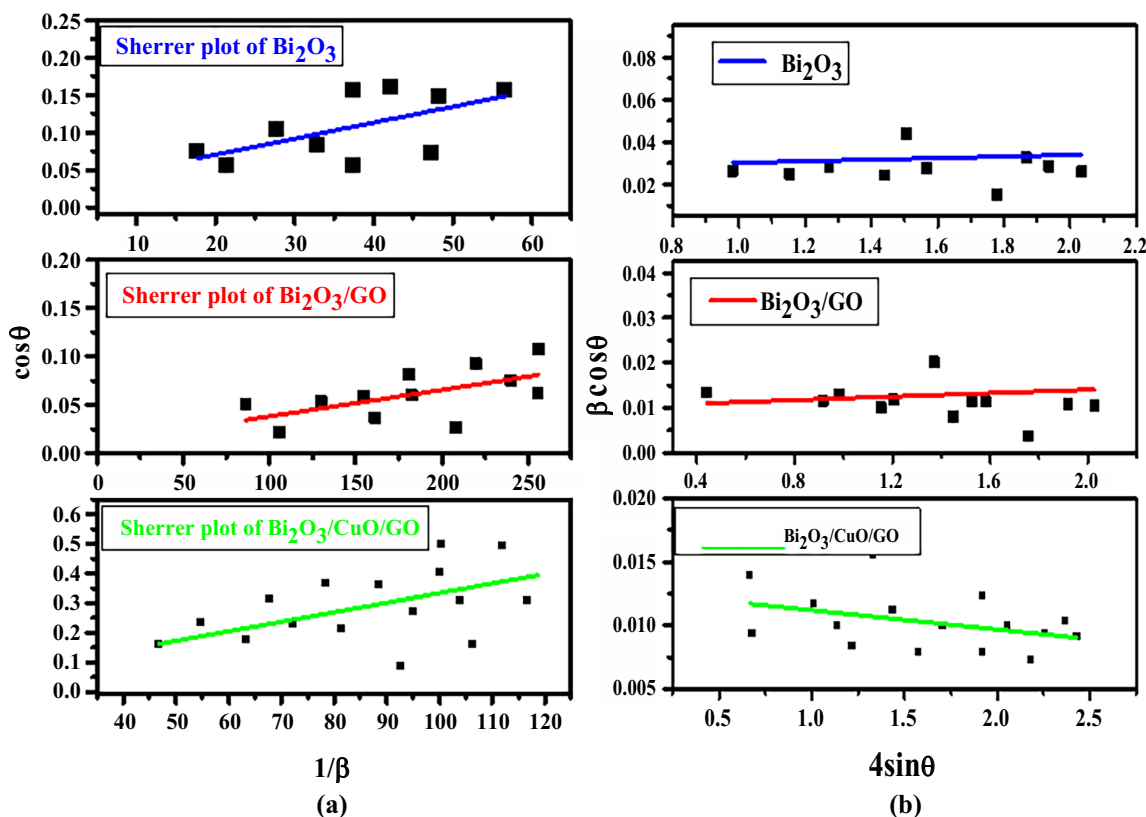 Sherrer plot of Bi₂O₃
0.25
0.20
0.15
0.10
0.05
0.00
10 20 30 40 50 60
Sherrer plot of Bi₂O₃/GO
0.20
0.15
0.10
0.05
0.00
0 50 100 150 200 250
Sherrer plot of Bi₂O₃/CuO/GO
0.6
0.5
0.4
0.3
0.2
0.1
0.0
40 50 60 70 80 90 100 110 120
cosθ
1/β
(a)
Bi₂O₃
0.08
0.06
0.04
0.02
0.8 1.0 1.2 1.4 1.6 1.8 2.0 2.2
Bi₂O₃/GO
0.04
0.03
0.02
0.01
0.00
0.4 0.8 1.2 1.6 2.0
Bi₂O₃/CuO/GO
0.020
0.015
0.010
0.005
0.5 1.0 1.5 2.0 2.5
β cosθ
4sinθ
(b)